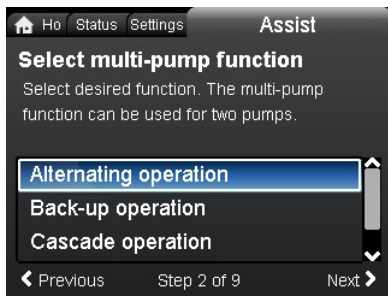 Ho Status Settings Assist
Select multi-pump function
Select desired function. The multi-pump
function can be used for two pumps.
Alternating operation
Back-up operation
Cascade operation
Previous Step 2 of 9 Next